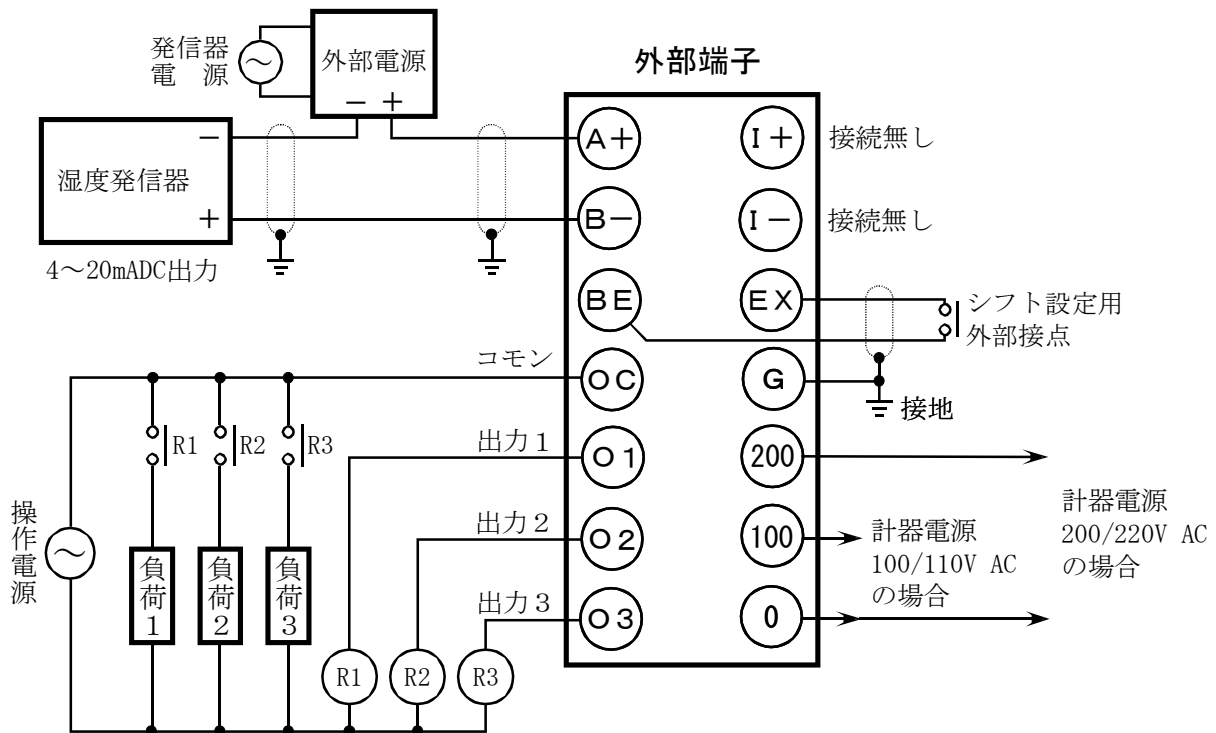 発信器
電　源
～
外部電源
－ ＋
湿度発信器
－
＋
4～20mADC出力
外部端子
A＋
B－
BE
OC
O1
O2
O3
I＋
I－
EX
G
200
100
0
接続無し
接続無し
シフト設定用
外部接点
接地
計器電源
100/110V AC
の場合
計器電源
200/220V AC
の場合
コモン
出力１
出力２
出力３
R1
R2
R3
操作電源
～
負荷１
負荷２
負荷３
R1
R2
R3